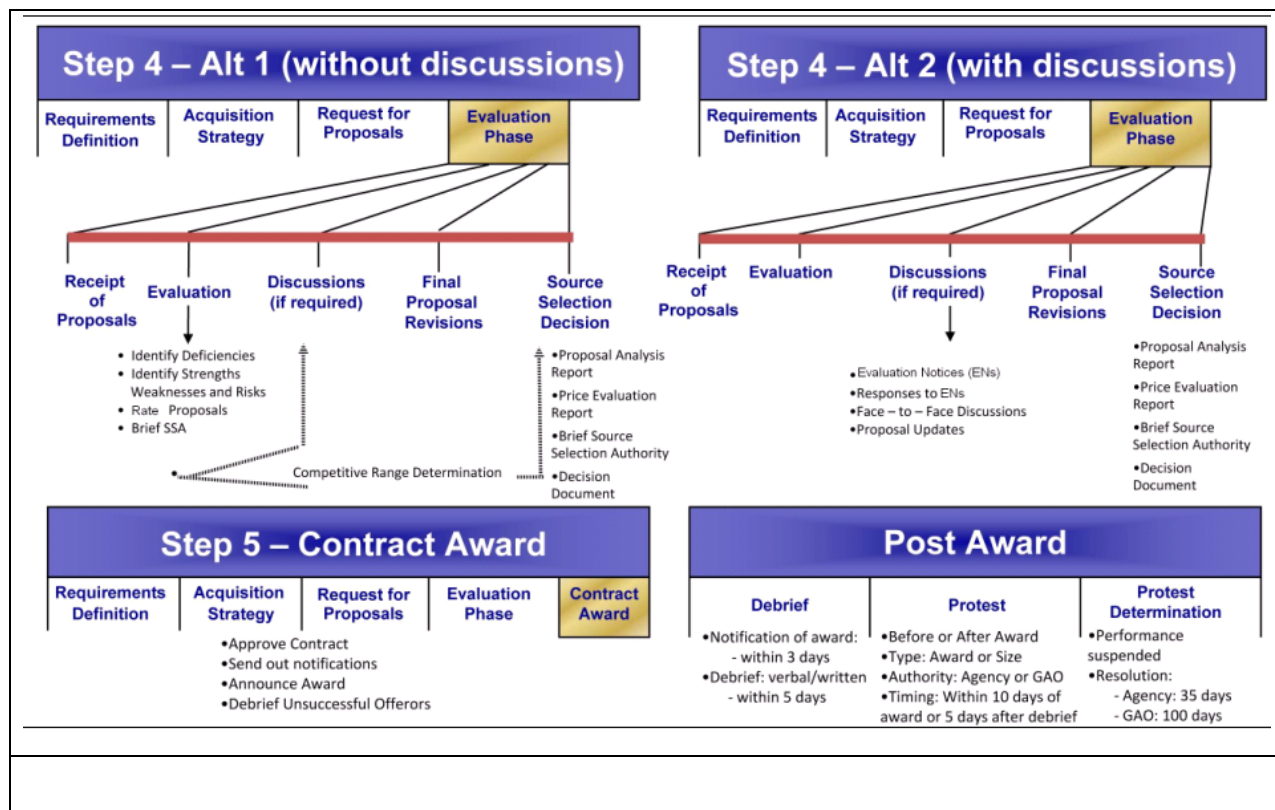 Step 4 – Alt 1 (without discussions)
Requirements
Definition
Acquisition
Strategy
Request for
Proposals
Evaluation
Phase
Receipt
of
Proposals
Evaluation
Discussions
(if required)
Final
Proposal
Revisions
Source
Selection
Decision
• Identify Deficiencies
• Identify Strengths
Weaknesses and Risks
• Rate Proposals
• Brief SSA
•
Competitive Range Determination
•Proposal Analysis
Report
•Price Evaluation
Report
•Brief Source
Selection Authority
•Decision
Document
Step 4 – Alt 2 (with discussions)
Requirements
Definition
Acquisition
Strategy
Request for
Proposals
Evaluation
Phase
Receipt
of
Proposals
Evaluation
Discussions
(if required)
Final
Proposal
Revisions
Source
Selection
Decision
•Evaluation Notices (ENs)
•Responses to ENs
•Face – to – Face Discussions
•Proposal Updates
•Proposal Analysis
Report
•Price Evaluation
Report
•Brief Source
Selection Authority
•Decision
Document
Step 5 – Contract Award
Requirements
Definition
Acquisition
Strategy
Request for
Proposals
Evaluation
Phase
Contract
Award
•Approve Contract
•Send out notifications
•Announce Award
•Debrief Unsuccessful Offerors
Post Award
Debrief
•Notification of award:
- within 3 days
•Debrief: verbal/written
- within 5 days
Protest
•Before or After Award
•Type: Award or Size
•Authority: Agency or GAO
•Timing: Within 10 days of
award or 5 days after debrief
Protest
Determination
•Performance
suspended
•Resolution:
- Agency: 35 days
- GAO: 100 days